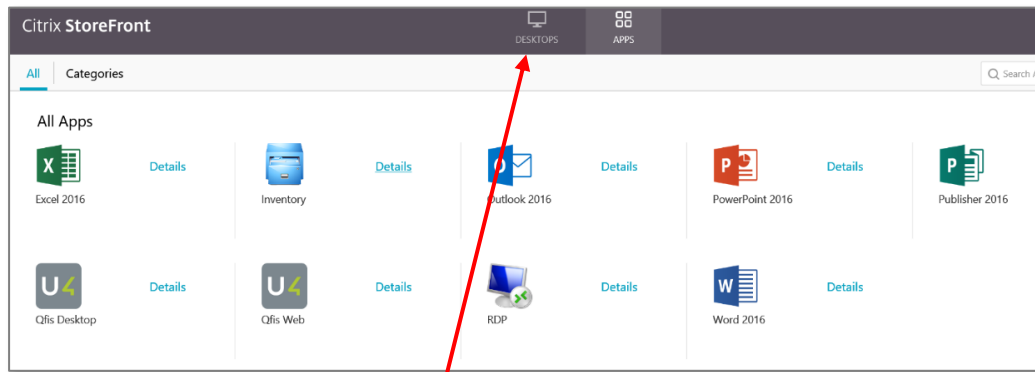 Citrix StoreFront
DESKTOPS APPS
All Categories
Search A
All Apps
Details Details Details Details
Excel 2016 Inventory Outlook 2016 PowerPoint 2016 Publisher 2016
Details Details Details Details
Qfis Desktop Qfis Web RDP Word 2016